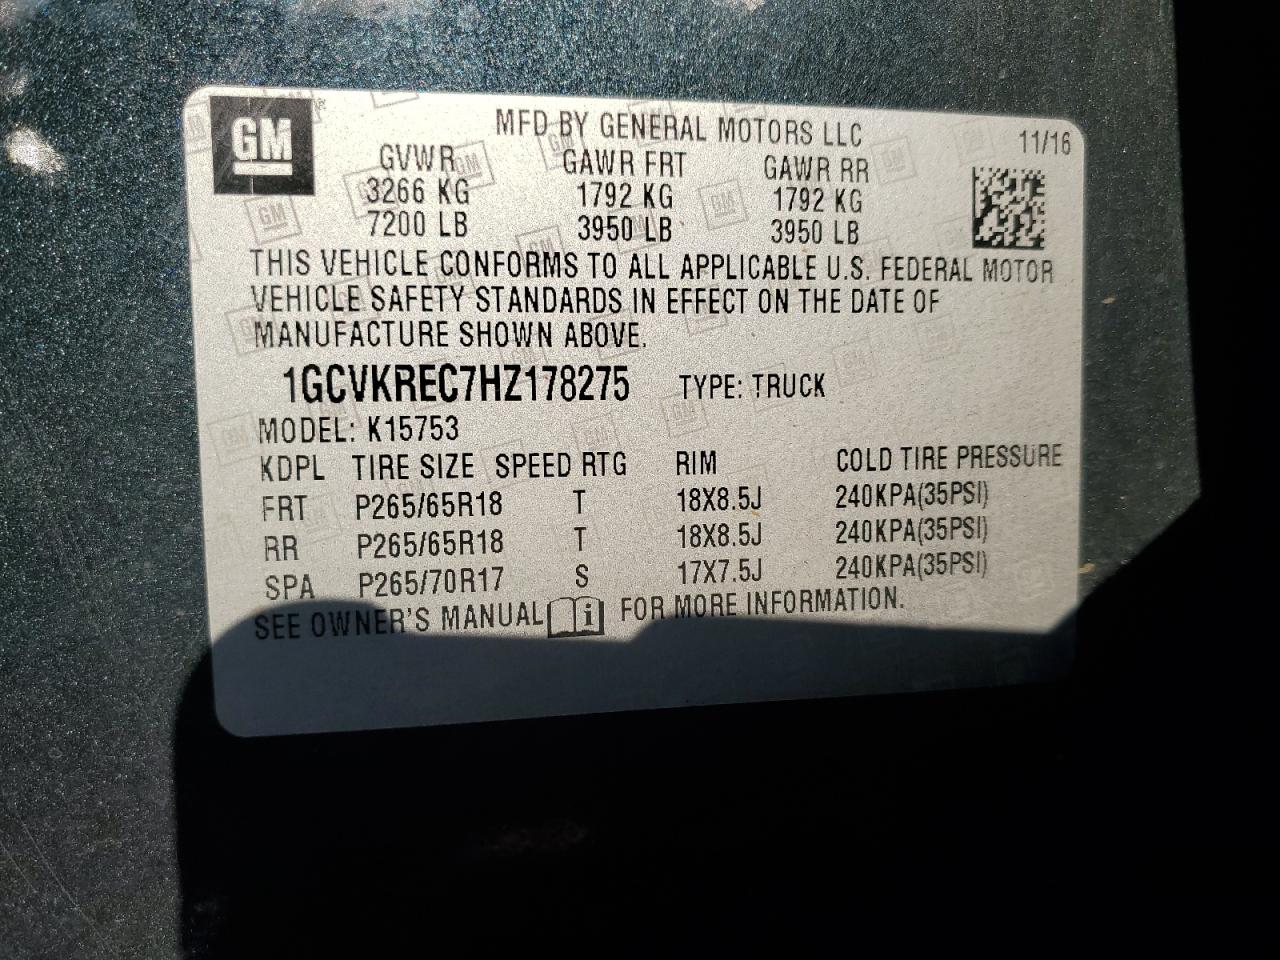 GM
MFD BY GENERAL MOTORS LLC
11/16
GVWR GAWR FRT GAWR RR
3266 KG 1792 KG 1792 KG
7200 LB 3950 LB 3950 LB
THIS VEHICLE CONFORMS TO ALL APPLICABLE U.S. FEDERAL MOTOR
VEHICLE SAFETY STANDARDS IN EFFECT ON THE DATE OF
MANUFACTURE SHOWN ABOVE.
1GCVKREC7HZ178275 TYPE: TRUCK
MODEL: K15753
KDPL TIRE SIZE SPEED RTG RIM COLD TIRE PRESSURE
FRT P265/65R18 T 18X8.5J 240KPA(35PSI)
RR P265/65R18 T 18X8.5J 240KPA(35PSI)
SPA P265/70R17 S 17X7.5J 240KPA(35PSI)
SEE OWNER'S MANUAL i FOR MORE INFORMATION.